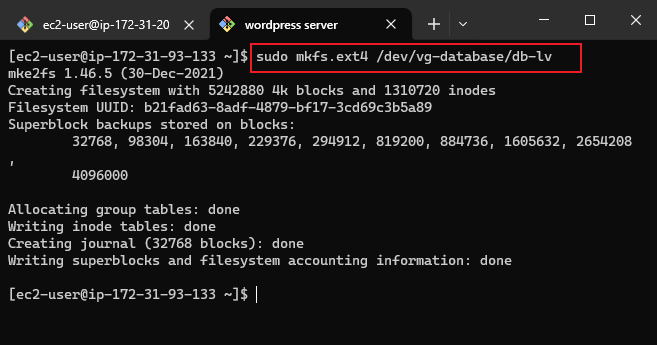 ec2-user@ip-172-31-20
wordpress server
[ec2-user@ip-172-31-93-133 ~]$ sudo mkfs.ext4 /dev/vg-database/db-lv
mke2fs 1.46.5 (30-Dec-2021)
Creating filesystem with 5242880 4k blocks and 1310720 inodes
Filesystem UUID: b21fad63-8adf-4879-bf17-3cd69c3b5a89
Superblock backups stored on blocks:
        32768, 98304, 163840, 229376, 294912, 819200, 884736, 1605632, 2654208
,
        4096000
Allocating group tables: done
Writing inode tables: done
Creating journal (32768 blocks): done
Writing superblocks and filesystem accounting information: done
[ec2-user@ip-172-31-93-133 ~]$